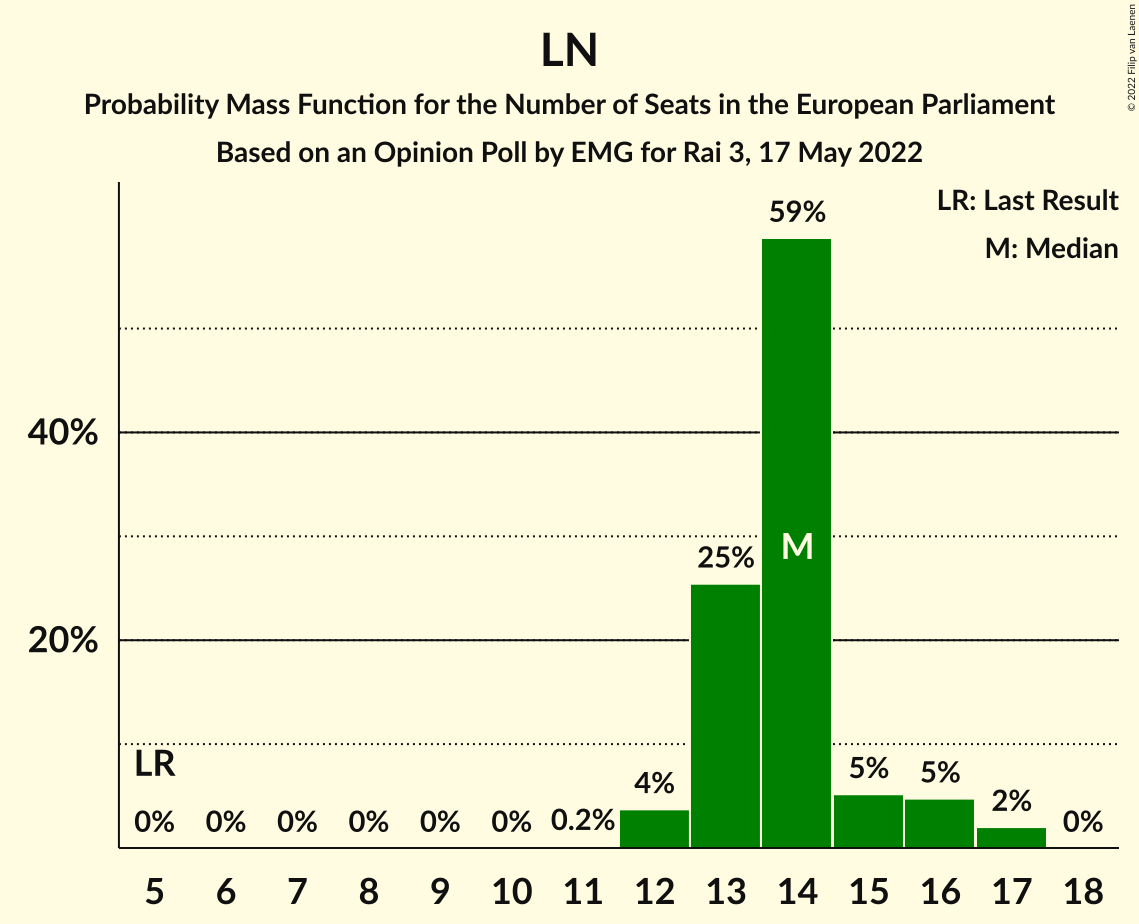 LN
Probability Mass Function for the Number of Seats in the European Parliament
Based on an Opinion Poll by EMG for Rai 3, 17 May 2022
© 2022 Filip van Laenen
LR: Last Result
M: Median
59%
40%
25%
M
20%
LR
0% 0% 0% 0% 0% 0% 0.2% 4% 5% 5% 2% 0%
5 6 7 8 9 10 11 12 13 14 15 16 17 18